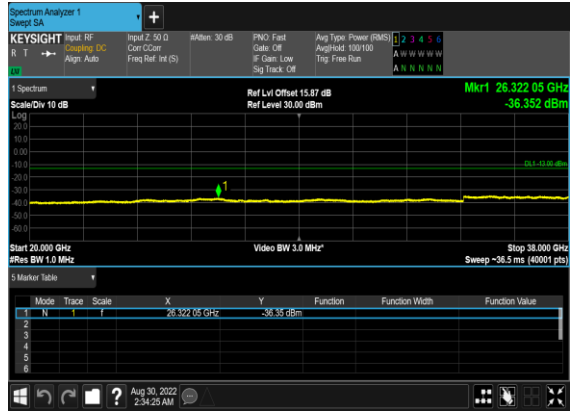 Spectrum Analyzer 1
Swept SA
+
KEYSIGHT
R T
Input: RF
Coupling: DC
Align: Auto
Input Z: 50 Ω
Corr CCorr
Freq Ref: Int (S)
#Atten: 30 dB
PNO: Fast
Gate: Off
IF Gain: Low
Sig Track: Off
Avg Type: Power (RMS)
Avg|Hold: 100/100
Trig: Free Run
1 2 3 4 5 6
A W W W W W
A N N N N N
1 Spectrum
Scale/Div 10 dB
Ref Lvl Offset 15.87 dB
Ref Level 30.00 dBm
Mkr1 26.322 05 GHz
-36.352 dBm
Log
20.0
10.0
0.00
-10.0
-20.0
-30.0
-40.0
-50.0
-60.0
DL1 -13.00 dBm
1
Start 20.000 GHz
#Res BW 1.0 MHz
Video BW 3.0 MHz*
Stop 38.000 GHz
Sweep ~36.5 ms (40001 pts)
5 Marker Table
Mode Trace Scale X Y Function Function Width Function Value
1 N 1 f 26.322 05 GHz -36.35 dBm
2
3
4
5
6
? Aug 30, 2022
2:34:25 AM